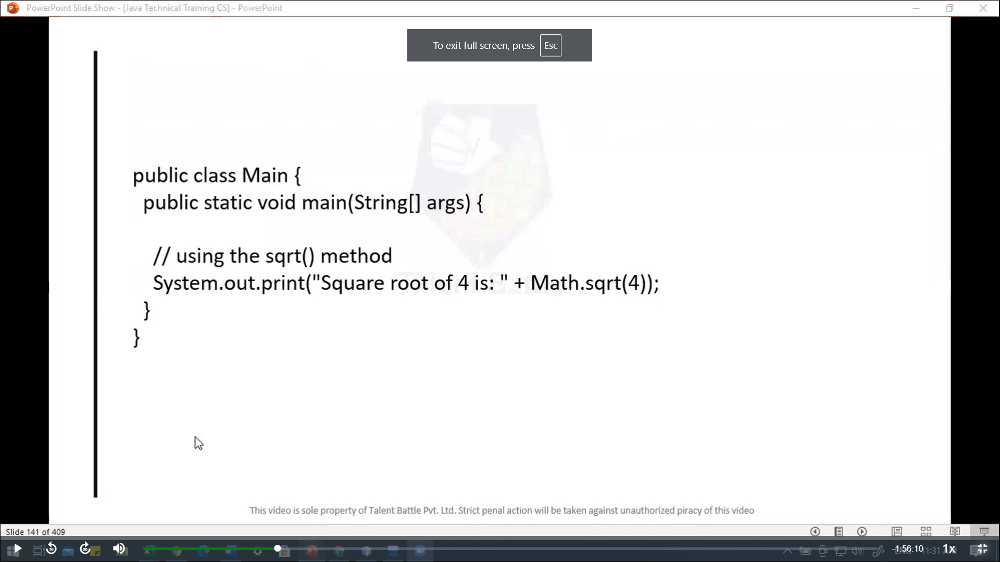 PowerPoint Slide Show - [Java Technical Training CS] - PowerPoint
To exit full screen, press Esc
public class Main {
public static void main(String[] args) {
// using the sqrt() method
System.out.print("Square root of 4 is: " + Math.sqrt(4));
}
}
This video is sole property of Talent Battle Pvt. Ltd. Strict penal action will be taken against unauthorized piracy of this video
Slide 141 of 409
10
30
-1:56:10
1x